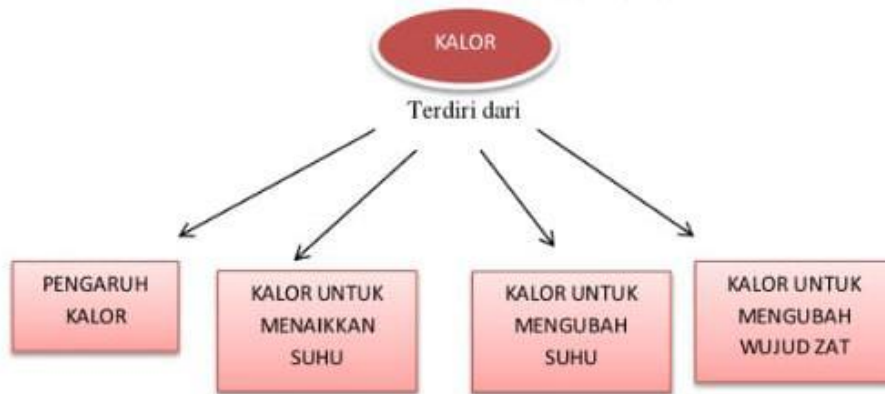 KALOR
Terdiri dari
PENGARUH
KALOR
KALOR UNTUK
MENAIKKAN
SUHU
KALOR UNTUK
MENGUBAH
SUHU
KALOR UNTUK
MENGUBAH
WUJUD ZAT